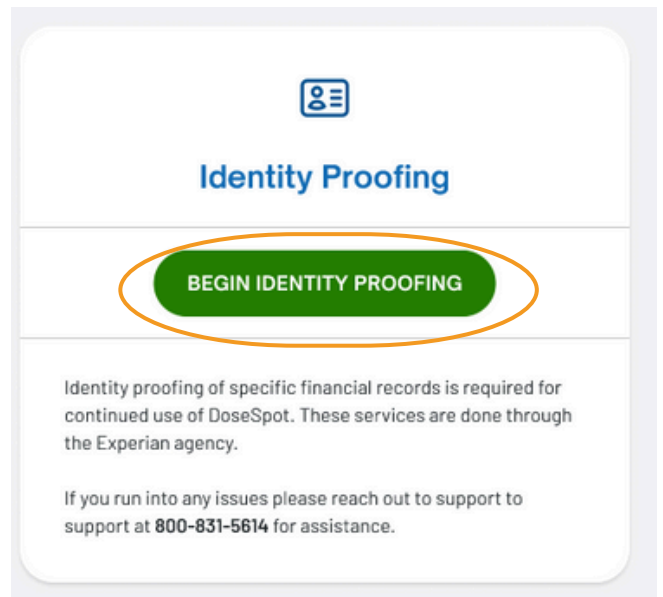 Identity Proofing
BEGIN IDENTITY PROOFING
Identity proofing of specific financial records is required for
continued use of DoseSpot. These services are done through
the Experian agency.
If you run into any issues please reach out to support to
support at 800-831-5614 for assistance.